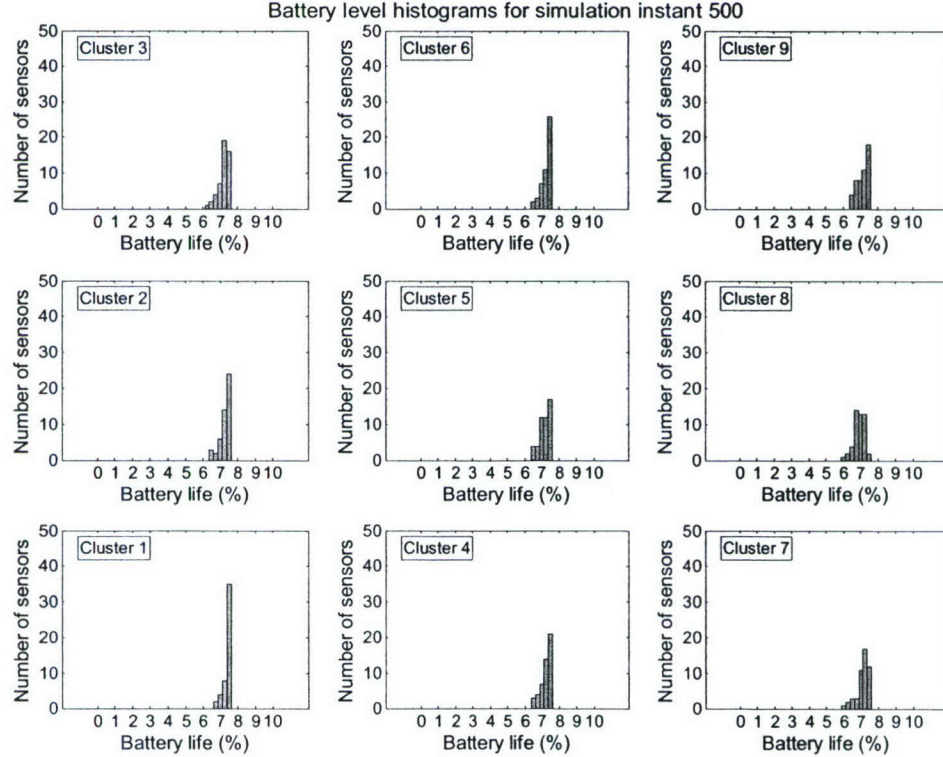 Battery level histograms for simulation instant 500
Number of sensors
50
40
30
20
10
0
Cluster 3
0 1 2 3 4 5 6 7 8 9 10
Battery life (%)
Number of sensors
50
40
30
20
10
0
Cluster 6
0 1 2 3 4 5 6 7 8 9 10
Battery life (%)
Number of sensors
50
40
30
20
10
0
Cluster 9
0 1 2 3 4 5 6 7 8 9 10
Battery life (%)
Number of sensors
50
40
30
20
10
0
Cluster 2
0 1 2 3 4 5 6 7 8 9 10
Battery life (%)
Number of sensors
50
40
30
20
10
0
Cluster 5
0 1 2 3 4 5 6 7 8 9 10
Battery life (%)
Number of sensors
50
40
30
20
10
0
Cluster 8
0 1 2 3 4 5 6 7 8 9 10
Battery life (%)
Number of sensors
50
40
30
20
10
0
Cluster 1
0 1 2 3 4 5 6 7 8 9 10
Battery life (%)
Number of sensors
50
40
30
20
10
0
Cluster 4
0 1 2 3 4 5 6 7 8 9 10
Battery life (%)
Number of sensors
50
40
30
20
10
0
Cluster 7
0 1 2 3 4 5 6 7 8 9 10
Battery life (%)